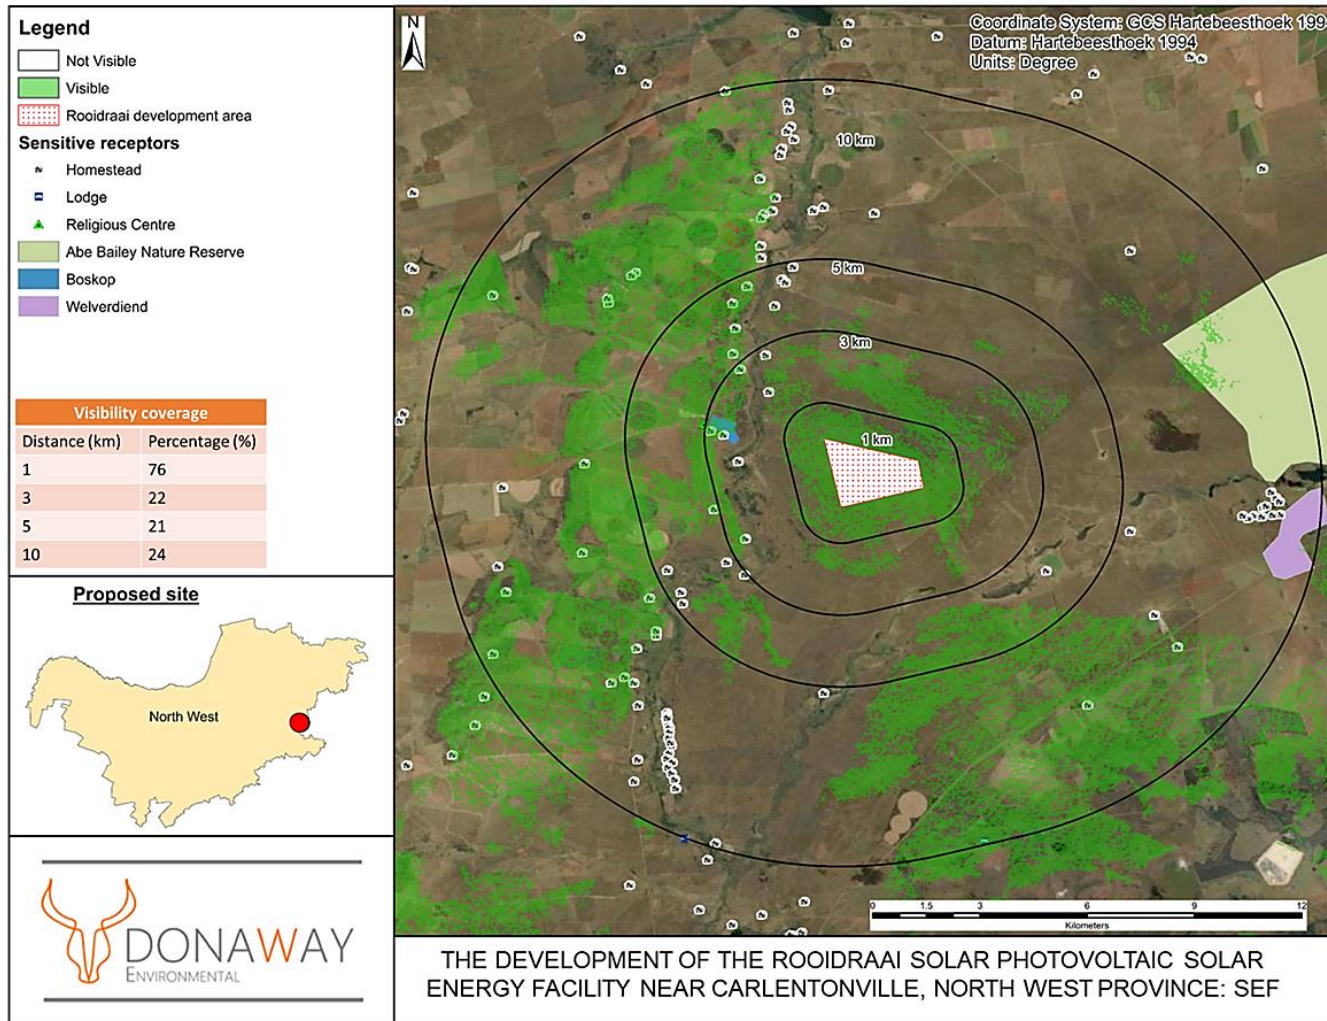 Legend
Not Visible
Visible
Rooidraai development area
Sensitive receptors
Homestead
Lodge
Religious Centre
Abe Bailey Nature Reserve
Boskop
Welverdiend
Visibility coverage
Distance (km) Percentage (%)
1 76
3 22
5 21
10 24
Proposed site
North West
DONAWAY
ENVIRONMENTAL
N
Coordinate System: GCS Hartebeesthoek 1994
Datum: Hartebeesthoek 1994
Units: Degree
10 km
5 km
3 km
1 km
0 1.5 3 6 9 12
Kilometers
THE DEVELOPMENT OF THE ROOIDRAAI SOLAR PHOTOVOLTAIC SOLAR
ENERGY FACILITY NEAR CARLENTONVILLE, NORTH WEST PROVINCE: SEF